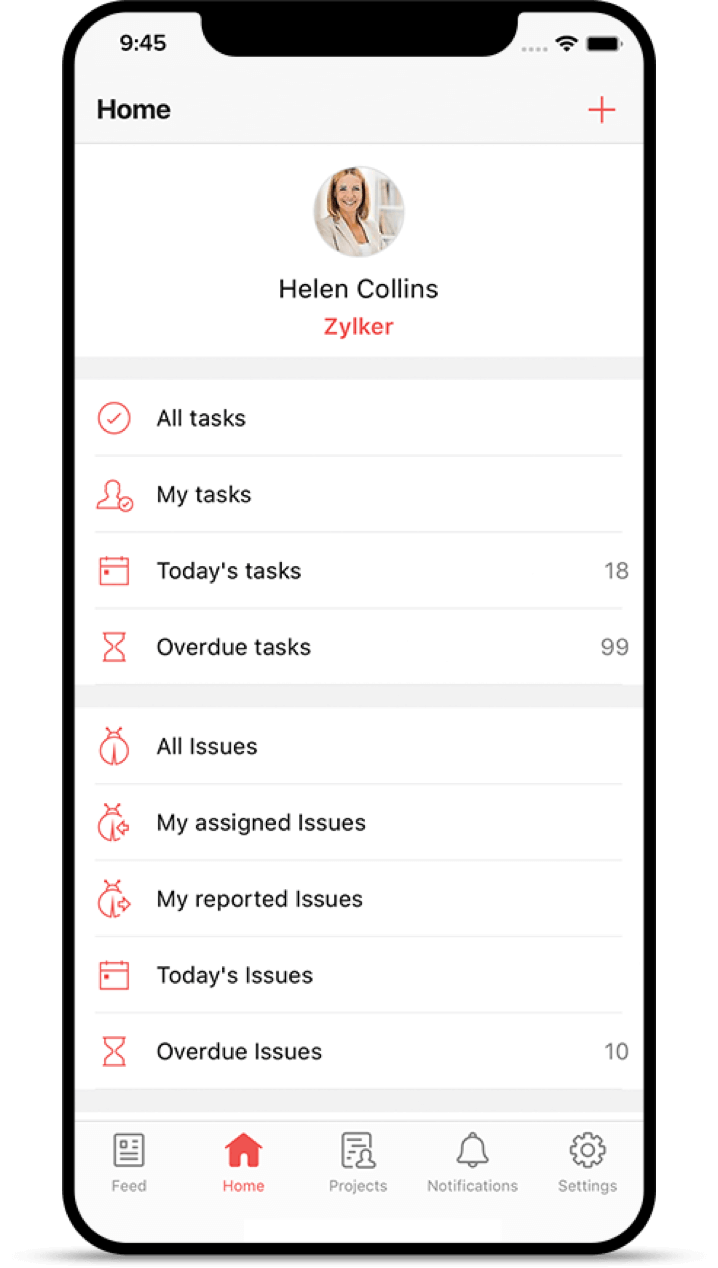 9:45
Home
Helen Collins
Zylker
All tasks
My tasks
Today's tasks 18
Overdue tasks 99
All Issues
My assigned Issues
My reported Issues
Today's Issues
Overdue Issues 10
Feed Home Projects Notifications Settings